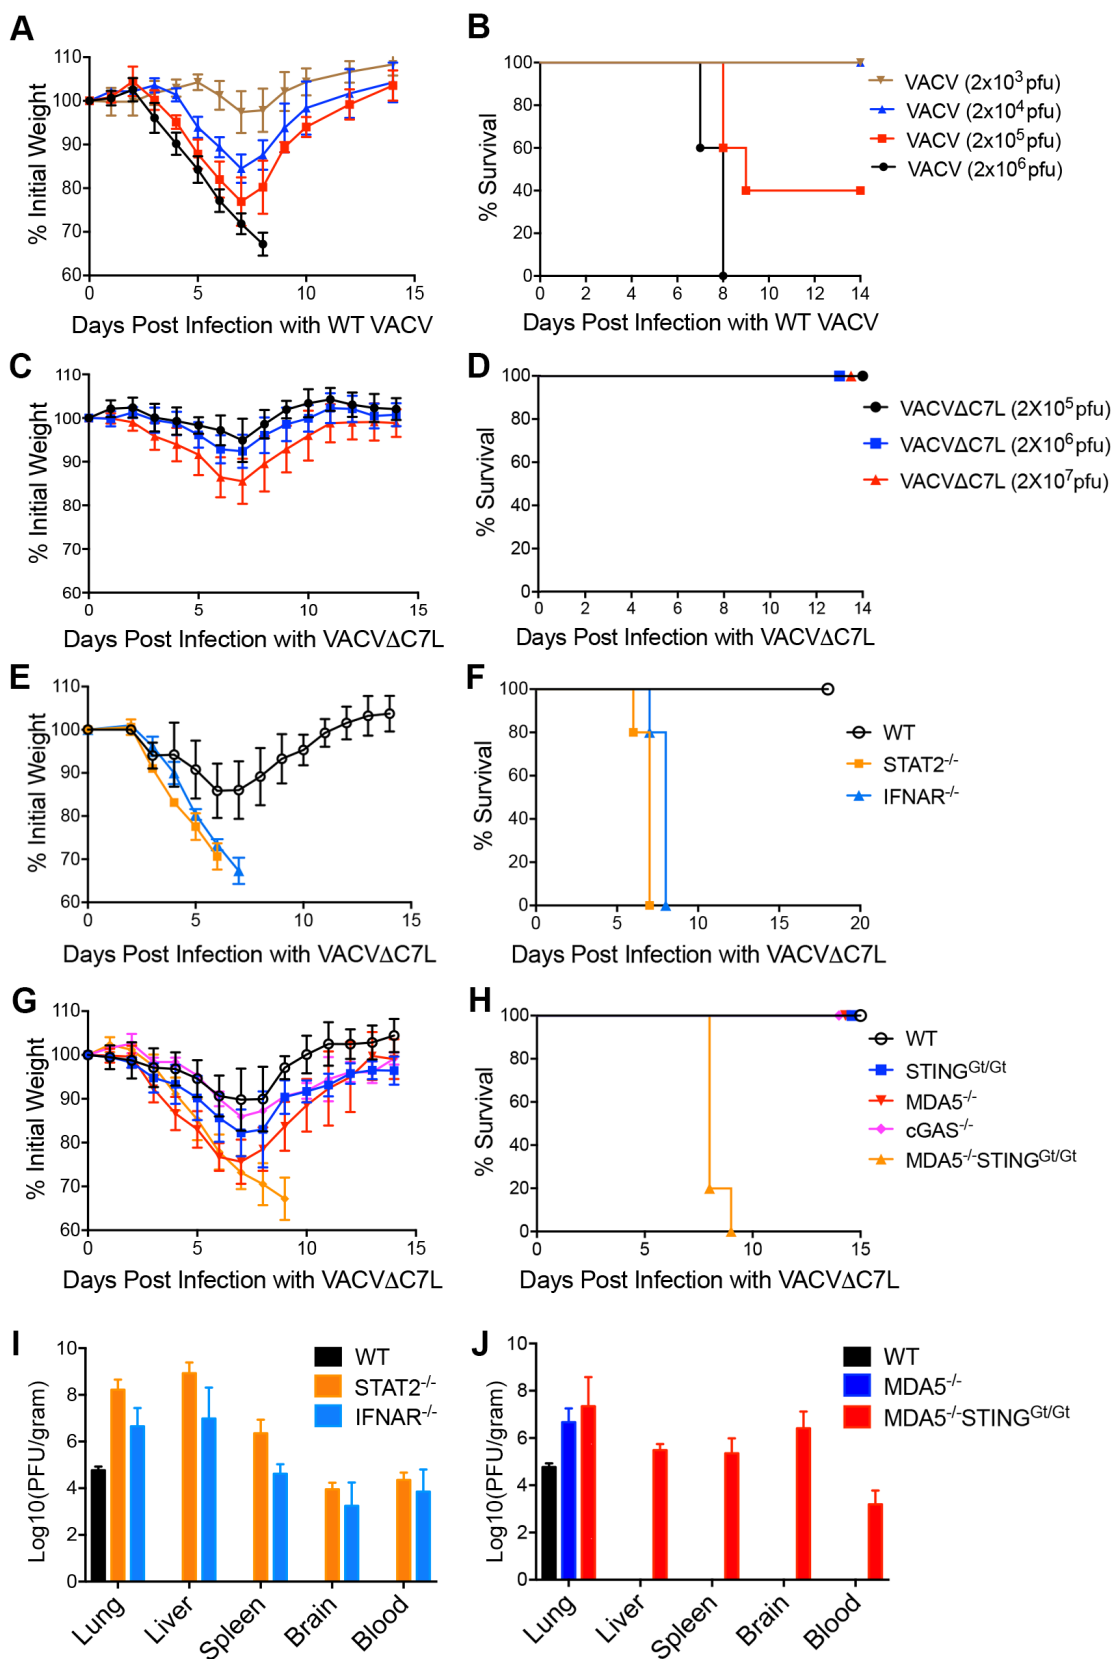 A
% Initial Weight
110
100
90
80
70
60
0 5 10 15
Days Post Infection with WT VACV
B
% Survival
100
80
60
40
20
0
0 2 4 6 8 10 12 14
Days Post Infection with WT VACV
VACV (2x10³pfu)
VACV (2x10⁴pfu)
VACV (2x10⁵pfu)
VACV (2x10⁶pfu)
C
% Initial Weight
110
100
90
80
70
60
0 5 10 15
Days Post Infection with VACVΔC7L
D
% Survival
100
80
60
40
20
0
0 2 4 6 8 10 12 14
Days Post Infection with VACVΔC7L
VACVΔC7L (2X10⁵pfu)
VACVΔC7L (2X10⁶pfu)
VACVΔC7L (2X10⁷pfu)
E
% Initial Weight
110
100
90
80
70
60
0 5 10 15
Days Post Infection with VACVΔC7L
F
% Survival
100
80
60
40
20
0
0 5 10 15 20
Days Post Infection with VACVΔC7L
WT
STAT2⁻/⁻
IFNAR⁻/⁻
G
% Initial Weight
110
100
90
80
70
60
0 5 10 15
Days Post Infection with VACVΔC7L
H
% Survival
100
80
60
40
20
0
0 5 10 15
Days Post Infection with VACVΔC7L
WT
STING^Gt/Gt
MDA5⁻/⁻
cGAS⁻/⁻
MDA5⁻/⁻STING^Gt/Gt
I
Log10(PFU/gram)
10
8
6
4
2
0
Lung Liver Spleen Brain Blood
WT
STAT2⁻/⁻
IFNAR⁻/⁻
J
Log10(PFU/gram)
10
8
6
4
2
0
Lung Liver Spleen Brain Blood
WT
MDA5⁻/⁻
MDA5⁻/⁻STING^Gt/Gt